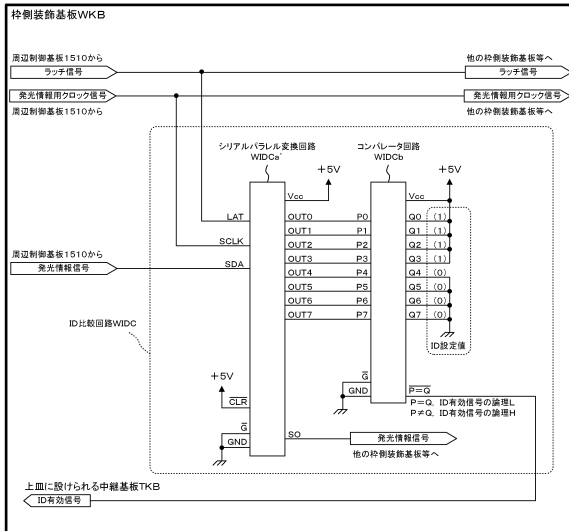 枠側装飾基板WKB
周辺制御基板1510から
ラッチ信号
他の枠側装飾基板等へ
ラッチ信号
発光情報用クロック信号
周辺制御基板1510から
発光情報用クロック信号
他の枠側装飾基板等へ
シリアルパラレル変換回路
WIDCa
コンパレータ回路
WIDCb
+5V
+5V
Vcc
Vcc
LAT
OUT0
P0
Q0 (1)
OUT1
P1
Q1 (1)
SCLK
OUT2
P2
Q2 (1)
周辺制御基板1510から
発光情報信号
SDA
OUT3
P3
Q3 (1)
OUT4
P4
Q4 (0)
OUT5
P5
Q5 (0)
OUT6
P6
Q6 (0)
OUT7
P7
Q7 (0)
ID比較回路WIDC
ID設定値
+5V
CLR
G
GND
P=Q
P=Q, ID有効信号の論理L
P≠Q, ID有効信号の論理H
G
GND
SO
発光情報信号
他の枠側装飾基板等へ
上皿に設けられる中継基板TKB
ID有効信号